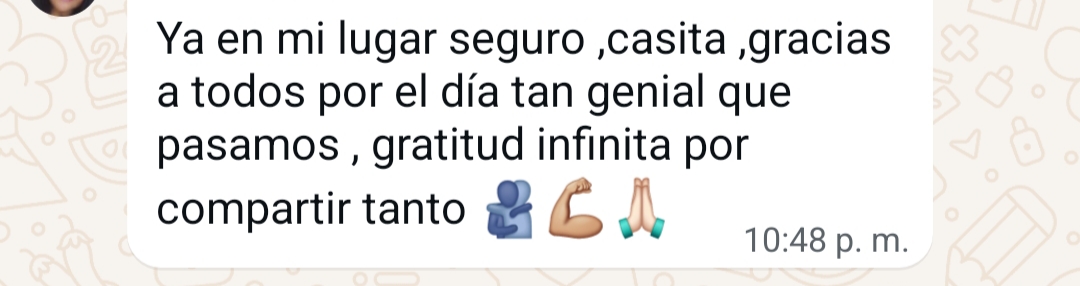 Ya en mi lugar seguro ,casita ,gracias
a todos por el día tan genial que
pasamos , gratitud infinita por
compartir tanto 🫂💪🏼🙏🏻
10:48 p. m.